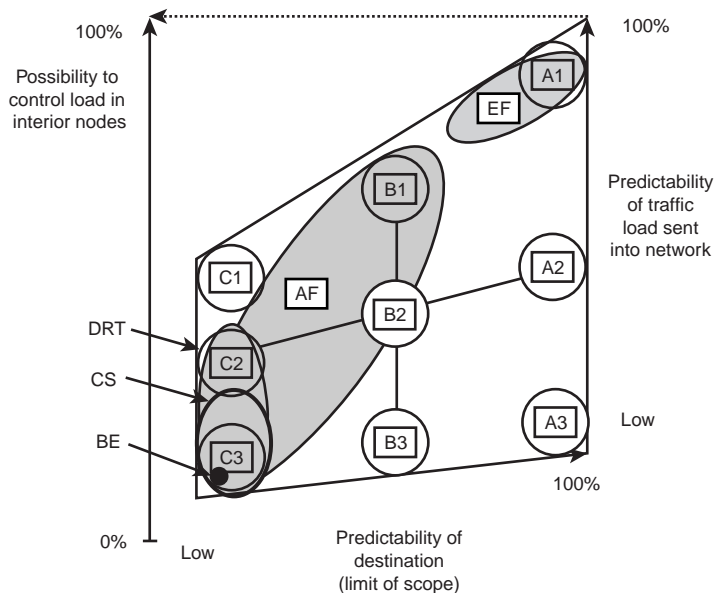 100%
100%
Possibility to
control load in
interior nodes
A1
EF
B1
Predictability
of traffic
load sent
into network
C1
A2
AF
B2
DRT
C2
CS
A3
Low
BE
C3
B3
100%
0%
Low
Predictability of
destination
(limit of scope)